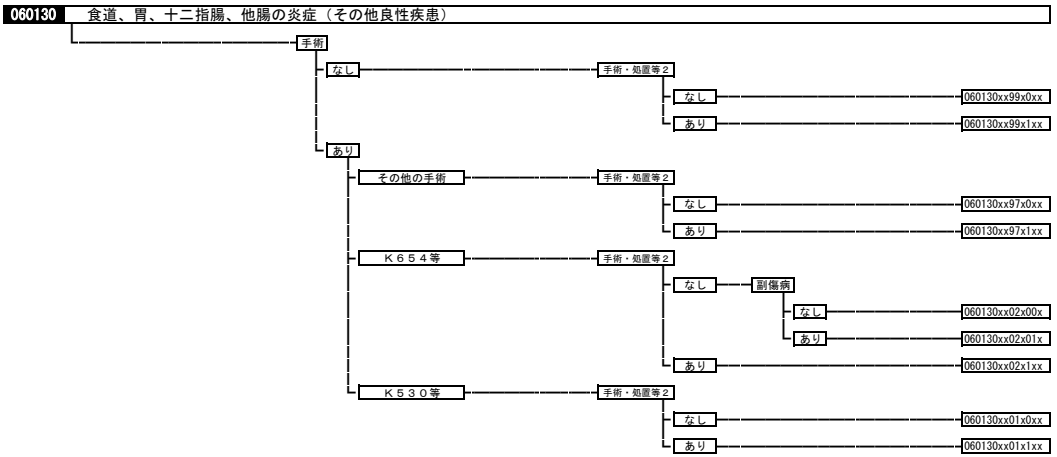 060130 食道、胃、十二指腸、他腸の炎症（その他良性疾患）
手術
なし 手術・処置等２
なし 060130xx99x0xx
あり 060130xx99x1xx
あり
その他の手術 手術・処置等２
なし 060130xx97x0xx
あり 060130xx97x1xx
Ｋ６５４等 手術・処置等２
なし 副傷病
なし 060130xx02x00x
あり 060130xx02x01x
あり 060130xx02x1xx
Ｋ５３０等 手術・処置等２
なし 060130xx01x0xx
あり 060130xx01x1xx